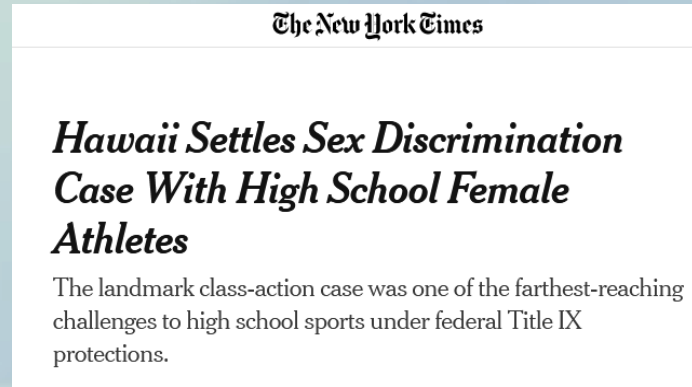 The New York Times
Hawaii Settles Sex Discrimination
Case With High School Female
Athletes
The landmark class-action case was one of the farthest-reaching
challenges to high school sports under federal Title IX
protections.